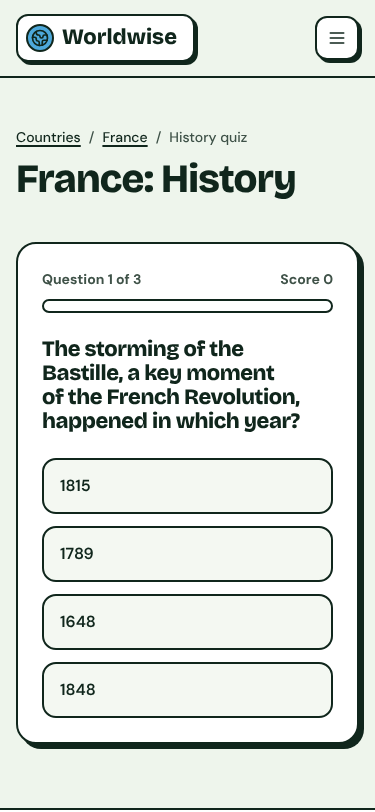 Worldwise
Countries / France / History quiz
France: History
Question 1 of 3 Score 0
The storming of the
Bastille, a key moment
of the French Revolution,
happened in which year?
1815
1789
1648
1848